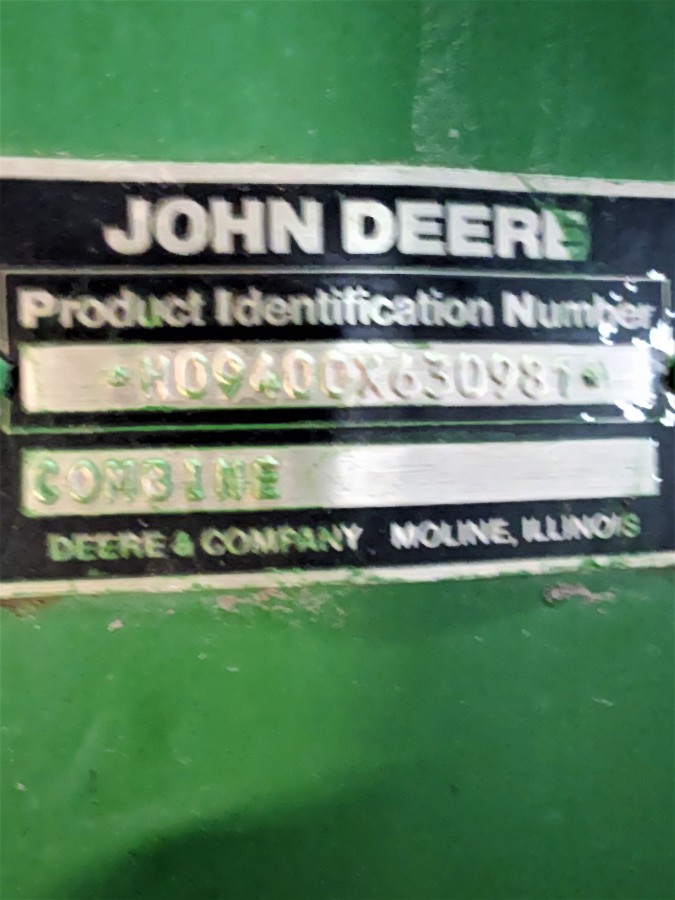 JOHN DEERE
Product Identification Number
*H09400X630981*
COMBINE
DEERE & COMPANY MOLINE, ILLINOIS